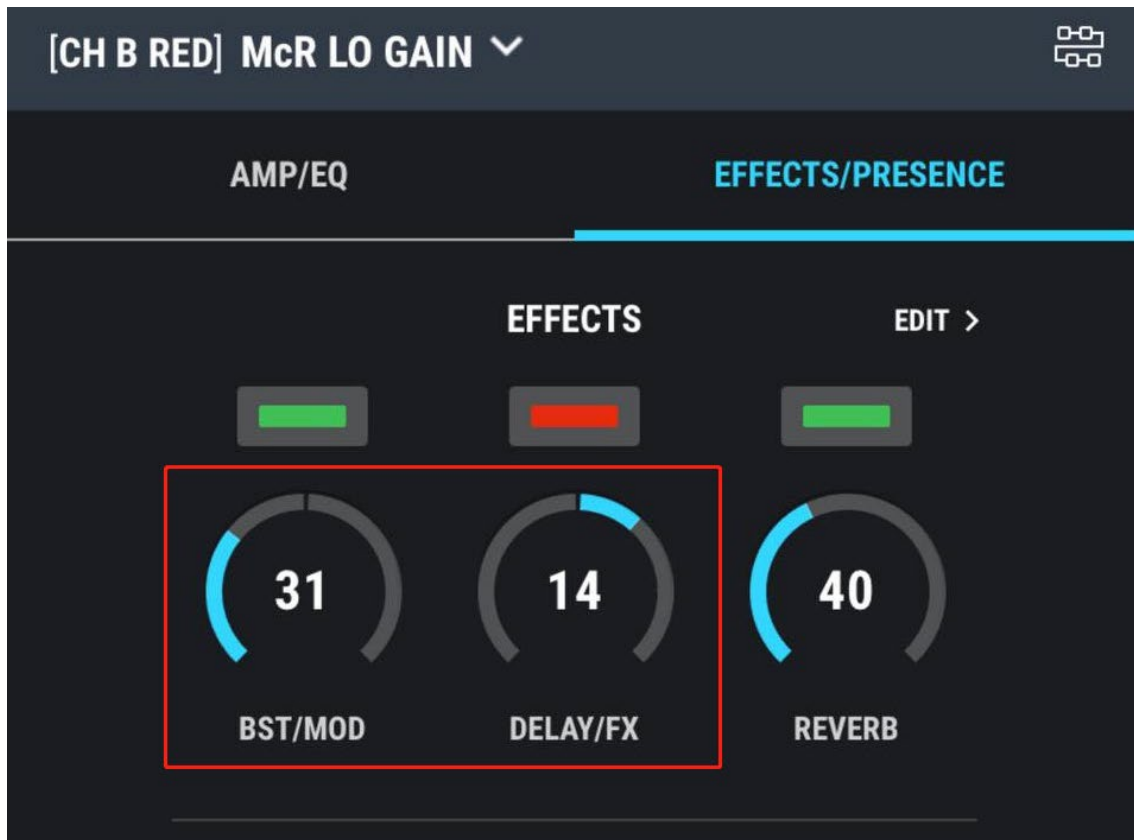 [CH B RED] McR LO GAIN
AMP/EQ EFFECTS/PRESENCE
EFFECTS EDIT >
31 14 40
BST/MOD DELAY/FX REVERB